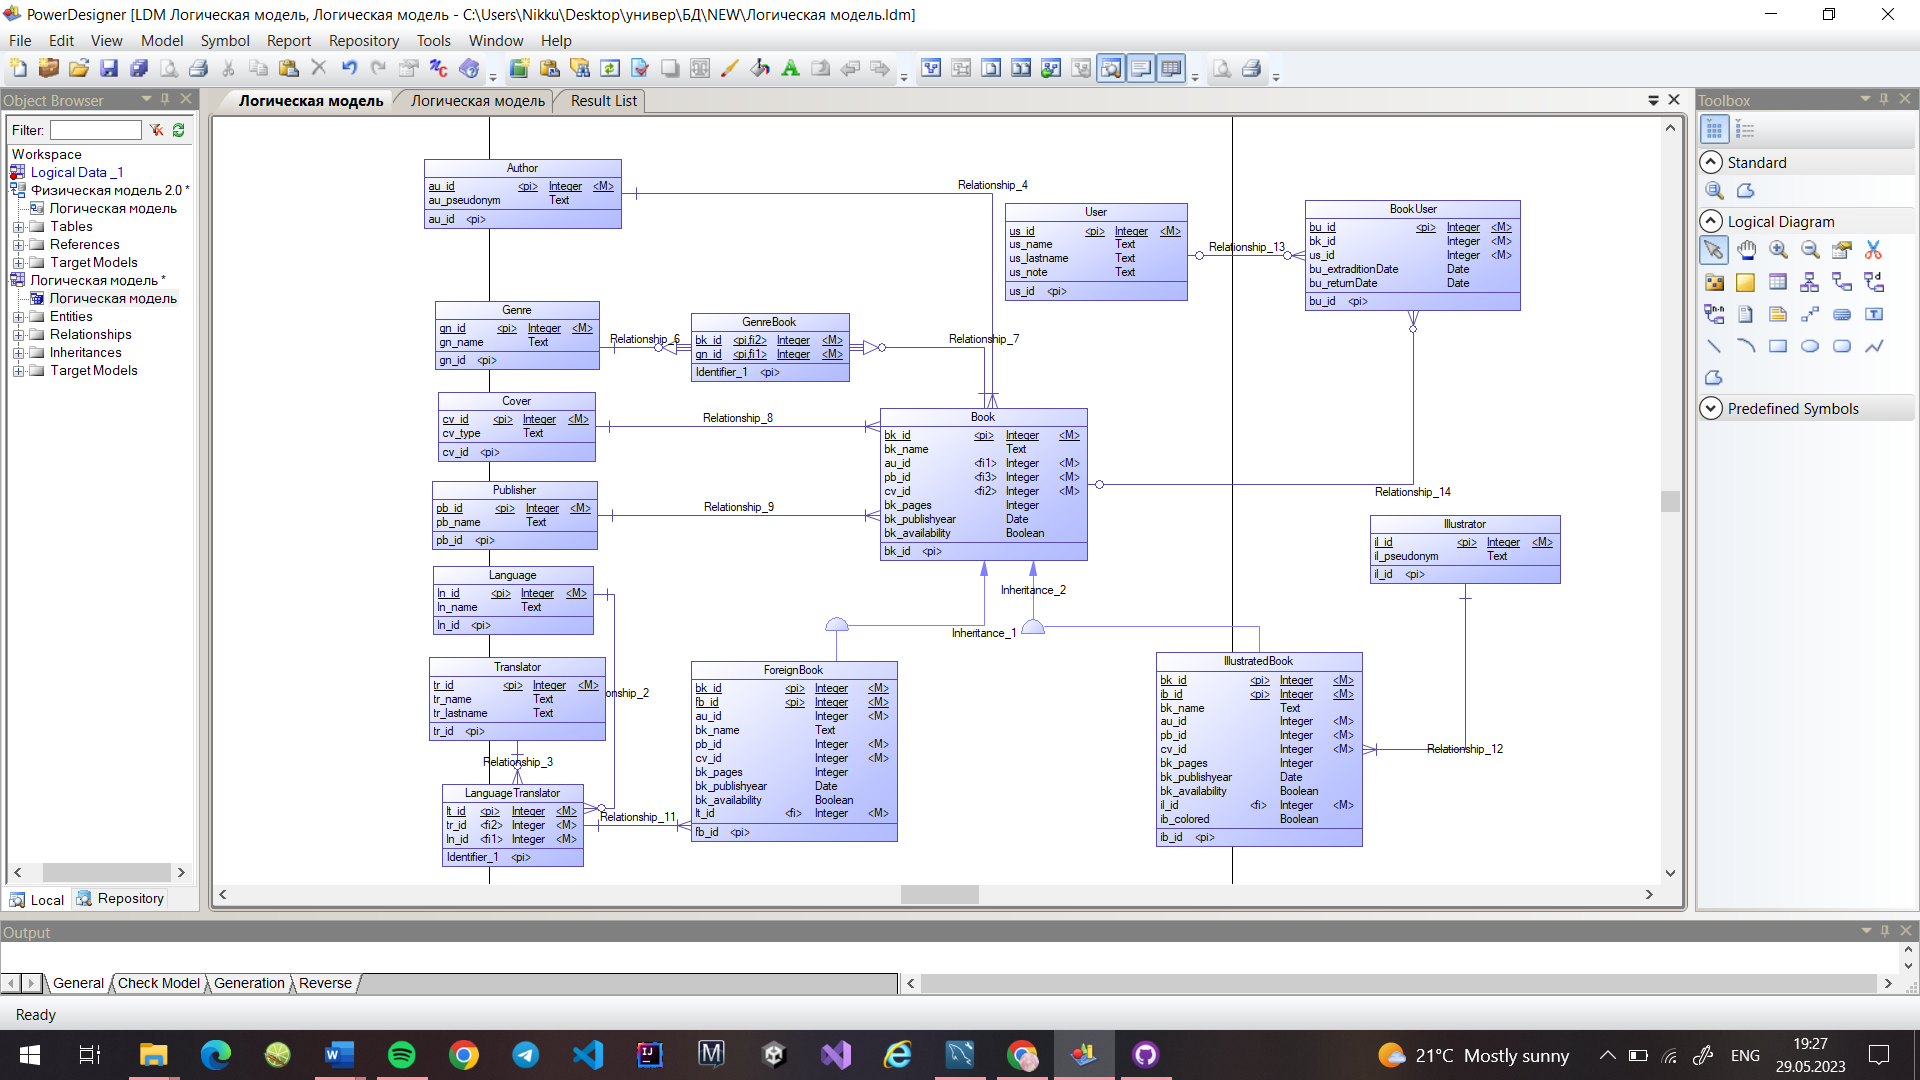 PowerDesigner [LDM Логическая модель, Логическая модель - C:\Users\Nikku\Desktop\универ\БД\NEW\Логическая модель.ldm]
File Edit View Model Symbol Report Repository Tools Window Help
Object Browser
Filter:
Workspace
Logical Data _1
Физическая модель 2.0 *
Логическая модель
Tables
References
Target Models
Логическая модель *
Логическая модель
Entities
Relationships
Inheritances
Target Models
Local Repository
Логическая модель Логическая модель Result List
Author
au_id <pi> Integer <M>
au_pseudonym Text
au_id <pi>
Relationship_4
User
us_id <pi> Integer <M>
us_name Text
us_lastname Text
us_note Text
us_id <pi>
Relationship_13
BookUser
bu_id <pi> Integer <M>
bk_id Integer <M>
us_id Integer <M>
bu_extraditionDate Date
bu_returnDate Date
bu_id <pi>
Genre
gn_id <pi> Integer <M>
gn_name Text
gn_id <pi>
Relationship_6
GenreBook
bk_id <pi,fi2> Integer <M>
gn_id <pi,fi1> Integer <M>
Identifier_1 <pi>
Relationship_7
Cover
cv_id <pi> Integer <M>
cv_type Text
cv_id <pi>
Relationship_8
Book
bk_id <pi> Integer <M>
bk_name Text
au_id <fi1> Integer <M>
pb_id <fi3> Integer <M>
cv_id <fi2> Integer <M>
bk_pages Integer
bk_publishyear Date
bk_availability Boolean
bk_id <pi>
Publisher
pb_id <pi> Integer <M>
pb_name Text
pb_id <pi>
Relationship_9
Relationship_14
Illustrator
il_id <pi> Integer <M>
il_pseudonym Text
il_id <pi>
Language
ln_id <pi> Integer <M>
ln_name Text
ln_id <pi>
Inheritance_2
Inheritance_1
Translator
tr_id <pi> Integer <M>
tr_name Text
tr_lastname Text
tr_id <pi>
onship_2
Relationship_3
ForeignBook
bk_id <pi> Integer <M>
fb_id <pi> Integer <M>
au_id Integer <M>
bk_name Text
pb_id Integer <M>
cv_id Integer <M>
bk_pages Integer
bk_publishyear Date
bk_availability Boolean
lt_id <fi> Integer <M>
fb_id <pi>
IllustratedBook
bk_id <pi> Integer <M>
ib_id <pi> Integer <M>
bk_name Text
au_id Integer <M>
pb_id Integer <M>
cv_id Integer <M>
bk_pages Integer
bk_publishyear Date
bk_availability Boolean
il_id <fi> Integer <M>
ib_colored Boolean
ib_id <pi>
Relationship_12
LanguageTranslator
lt_id <pi> Integer <M>
tr_id <fi2> Integer <M>
ln_id <fi1> Integer <M>
Identifier_1 <pi>
Relationship_11
Toolbox
Standard
Logical Diagram
Predefined Symbols
Output
General Check Model Generation Reverse
Ready
21°C Mostly sunny
ENG
19:27
29.05.2023